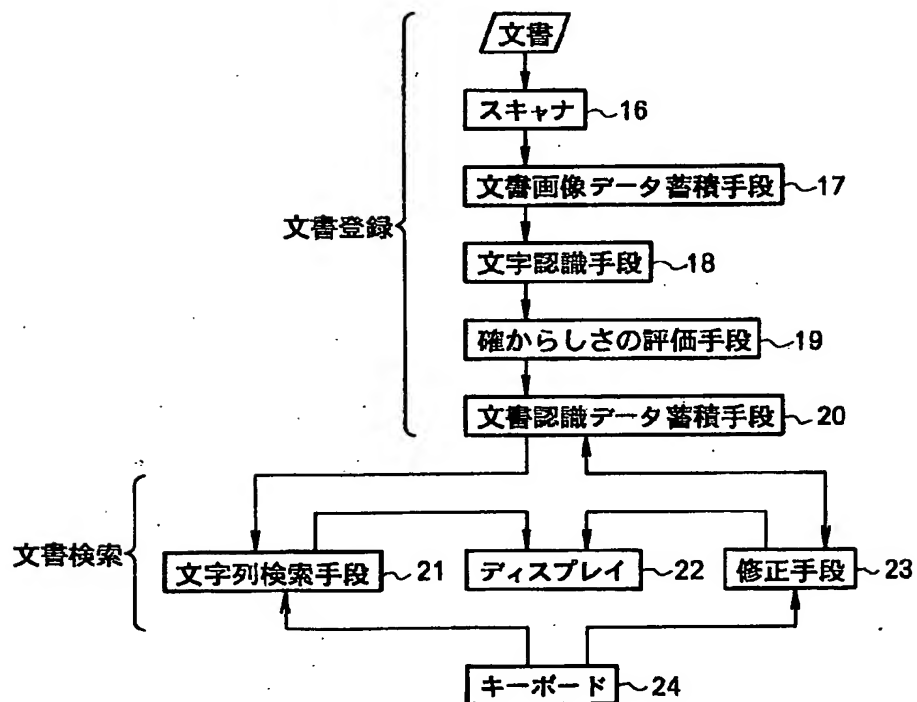 文書
スキャナ 16
文書画像データ蓄積手段 17
文書登録
文字認識手段 18
確からしさの評価手段 19
文書認識データ蓄積手段 20
文書検索
文字列検索手段 21 ディスプレイ 22 修正手段 23
キーボード 24